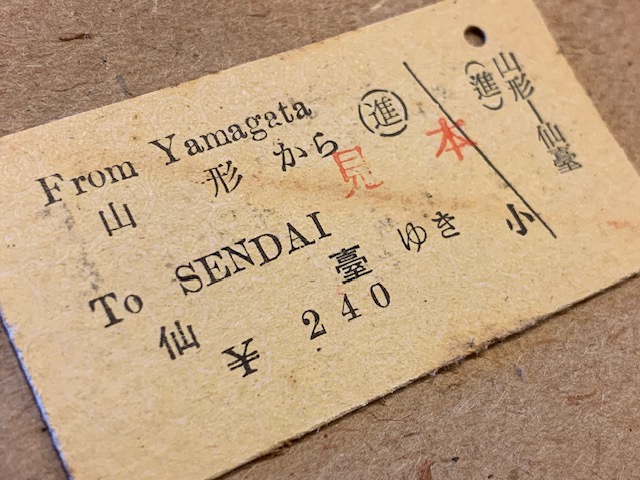 From Yamagata
山形から ㊤進
見本
To SENDAI
仙臺ゆき
¥ 240
小
山形―仙臺
(進)